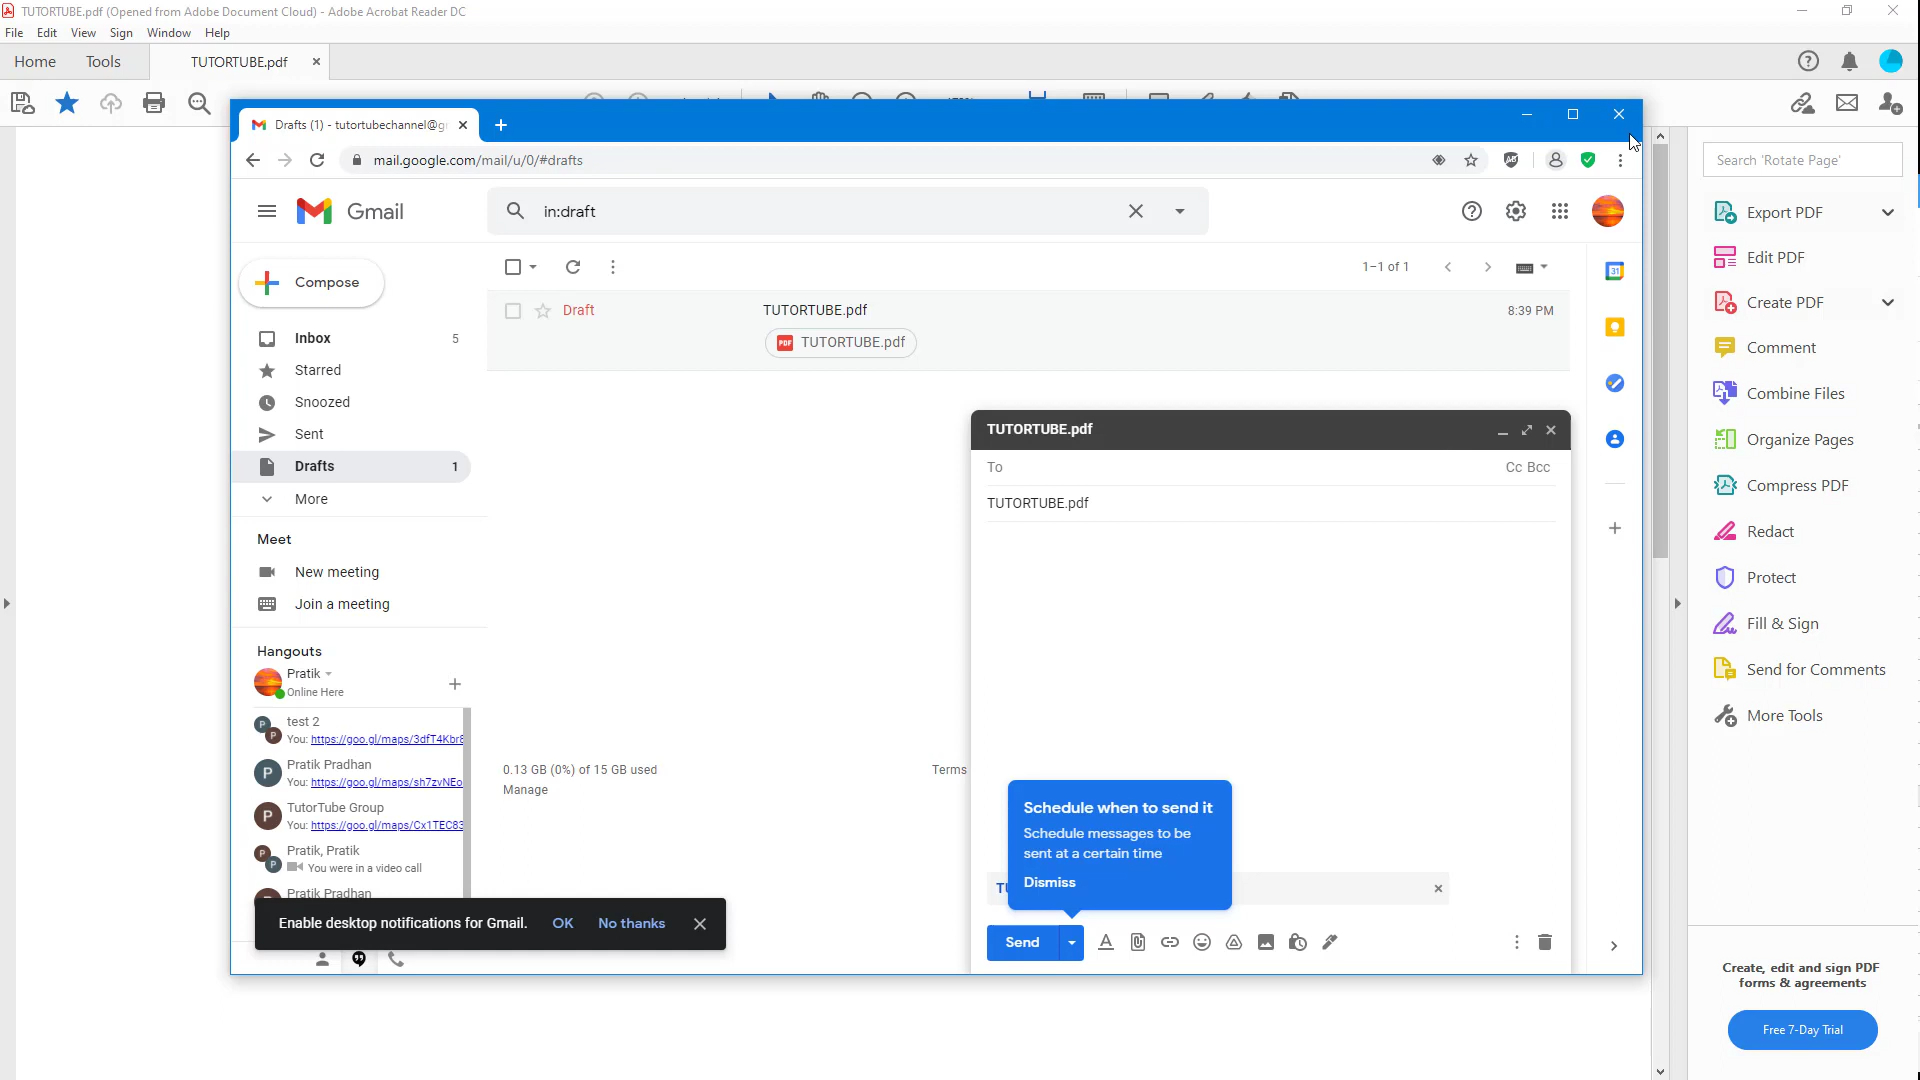 TUTORTUBE.pdf (Opened from Adobe Document Cloud) - Adobe Acrobat Reader DC
File Edit View Sign Window Help
Home Tools TUTORTUBE.pdf
Drafts (1) - tutortubechannel@g
mail.google.com/mail/u/0/#drafts
Search 'Rotate Page'
Gmail
in:draft
Export PDF
Edit PDF
Create PDF
Comment
Combine Files
Organize Pages
Compress PDF
Redact
Protect
Fill & Sign
Send for Comments
More Tools
Compose
1–1 of 1
31
Draft TUTORTUBE.pdf 8:39 PM
PDF TUTORTUBE.pdf
Inbox 5
Starred
Snoozed
Sent
Drafts 1
More
Meet
New meeting
Join a meeting
Hangouts
Pratik
Online Here
test 2
You: https://goo.gl/maps/3dfT4Kbr8
Pratik Pradhan
You: https://goo.gl/maps/sh7zvNEo
TutorTube Group
You: https://goo.gl/maps/Cx1TEC83
Pratik, Pratik
You were in a video call
Pratik Pradhan
0.13 GB (0%) of 15 GB used
Manage
Terms
TUTORTUBE.pdf
To Cc Bcc
TUTORTUBE.pdf
Schedule when to send it
Schedule messages to be
sent at a certain time
Dismiss
Send
Enable desktop notifications for Gmail. OK No thanks
Create, edit and sign PDF
forms & agreements
Free 7-Day Trial